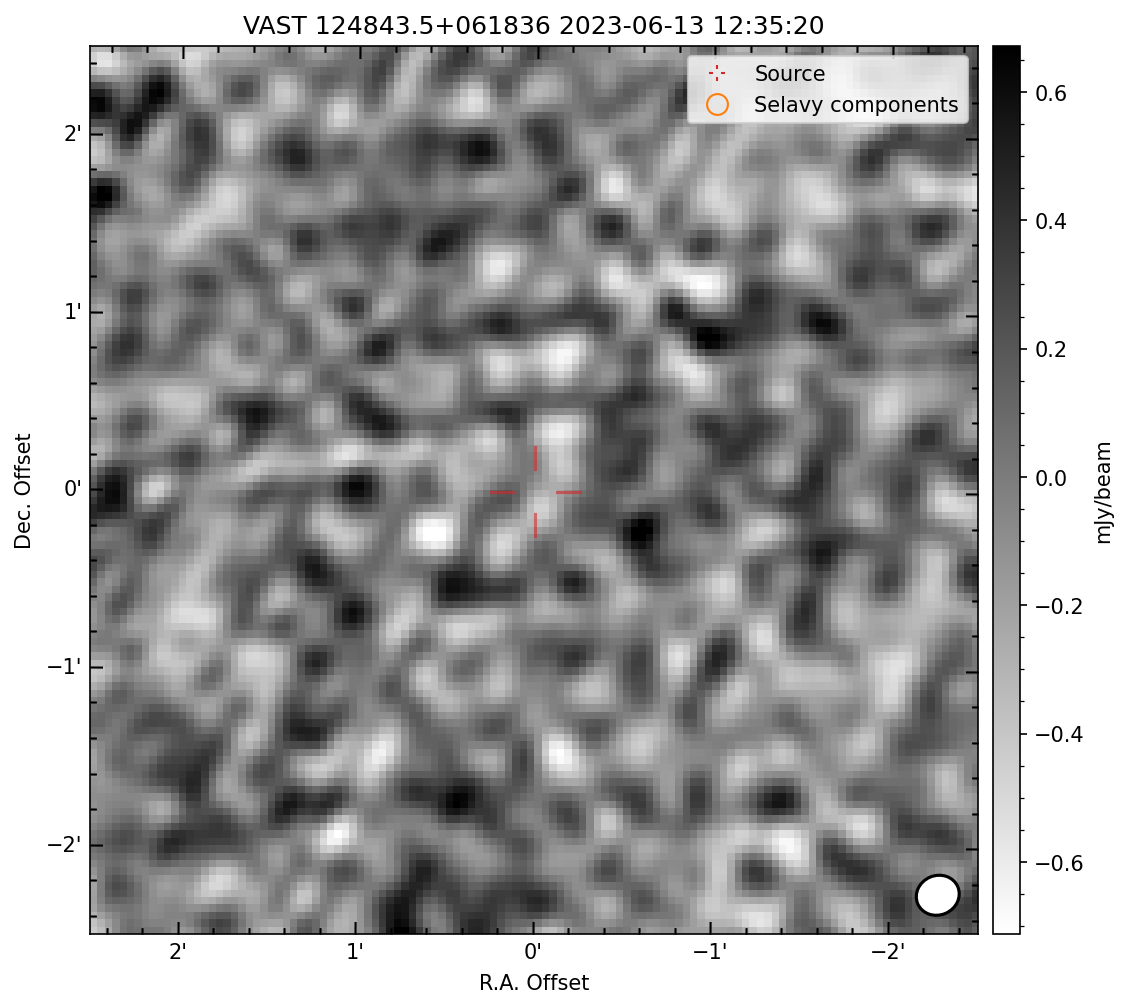 VAST 124843.5+061836 2023-06-13 12:35:20
Source
Selavy components
2'
1'
0'
−1'
−2'
Dec. Offset
2'
1'
0'
−1'
−2'
R.A. Offset
0.6
0.4
0.2
0.0
−0.2
−0.4
−0.6
mJy/beam